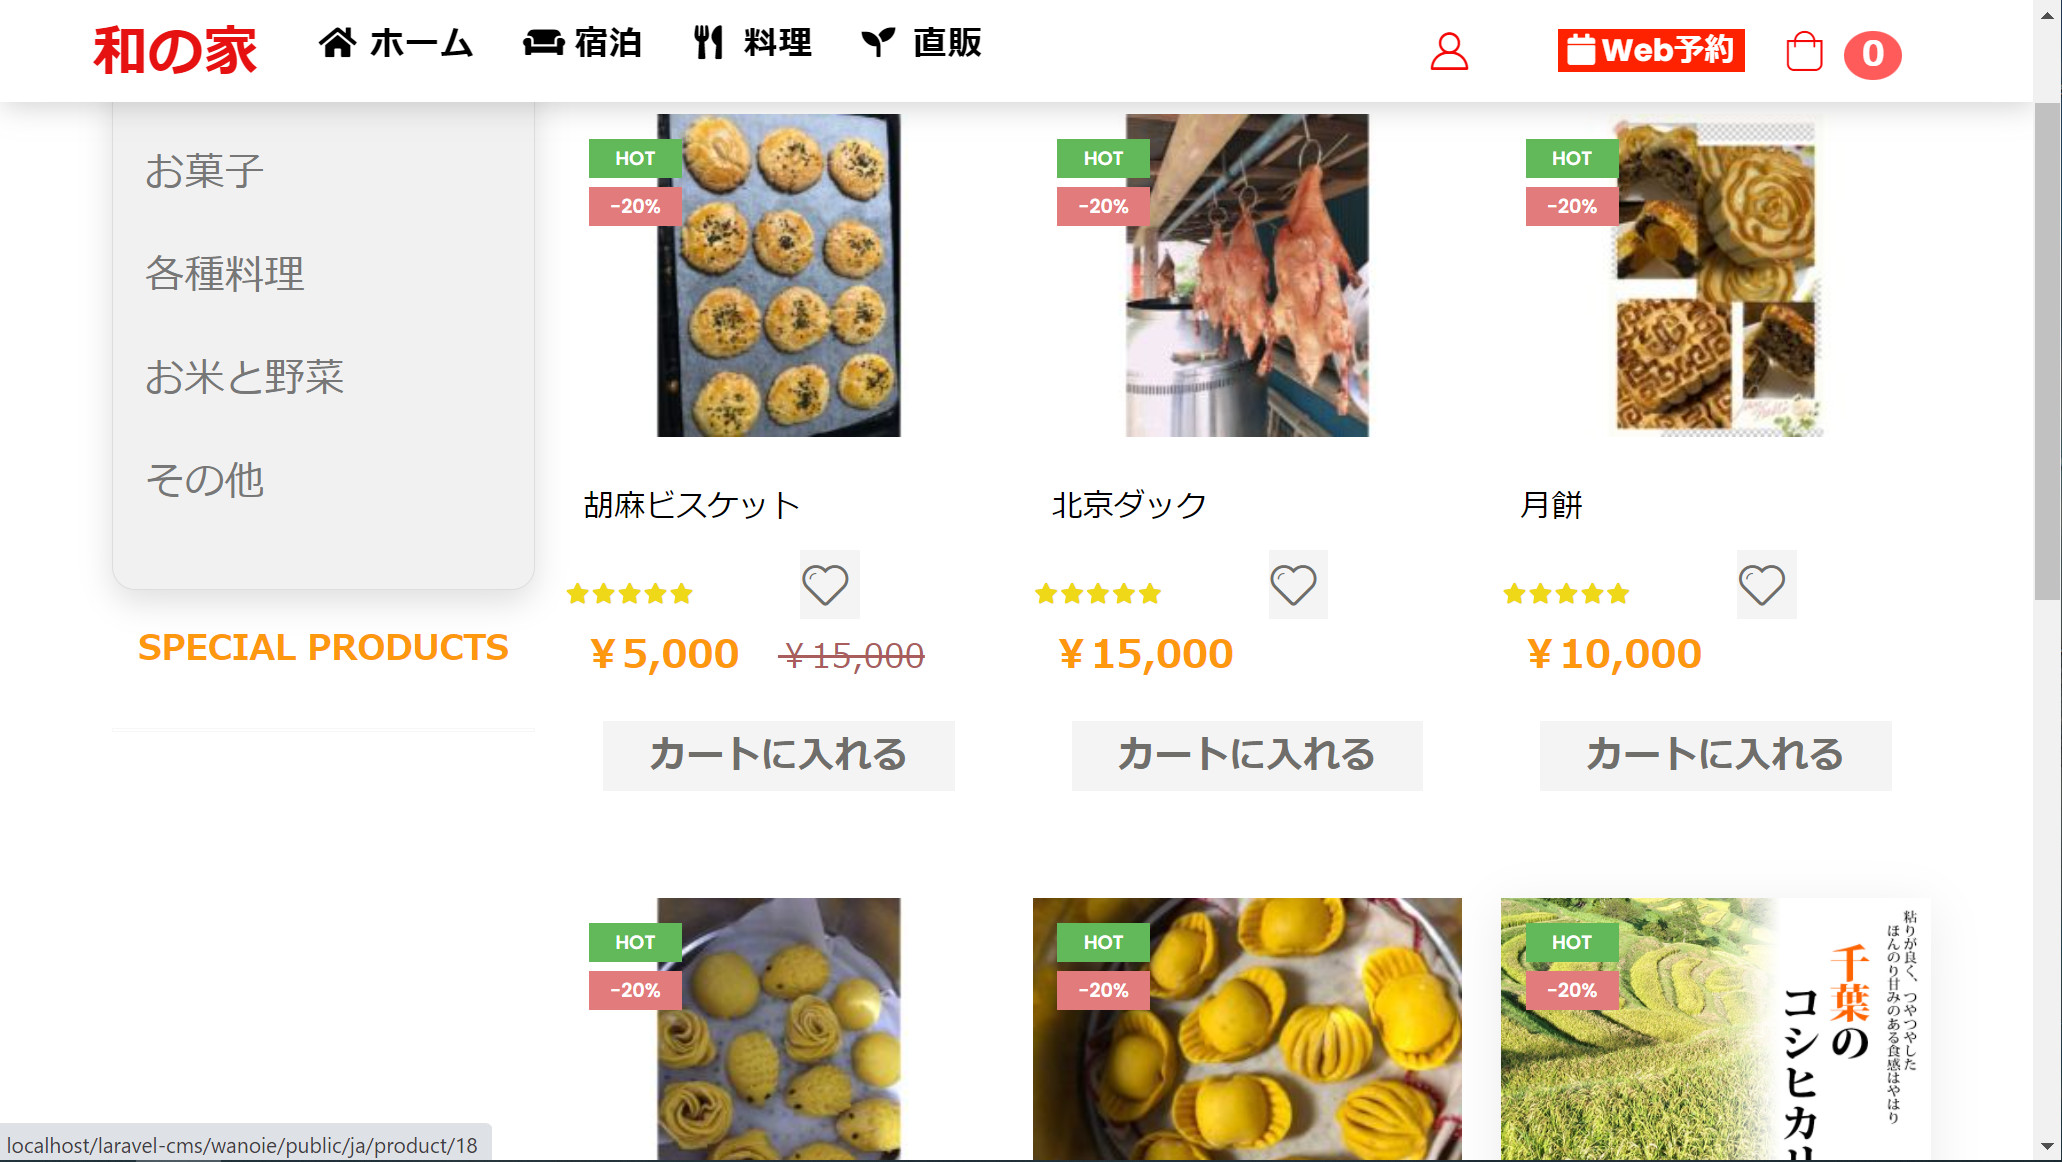 和の家
ホーム
宿泊
料理
直販
Web予約
0
お菓子
各種料理
お米と野菜
その他
SPECIAL PRODUCTS
HOT
-20%
胡麻ビスケット
¥5,000 ¥15,000
カートに入れる
HOT
-20%
北京ダック
¥15,000
カートに入れる
HOT
-20%
月餅
¥10,000
カートに入れる
HOT
-20%
HOT
-20%
HOT
-20%
粘りが良く、つやつやした
ほんのり甘みのある食感はやはり
千葉の
コシヒカリ
localhost/laravel-cms/wanoie/public/ja/product/18